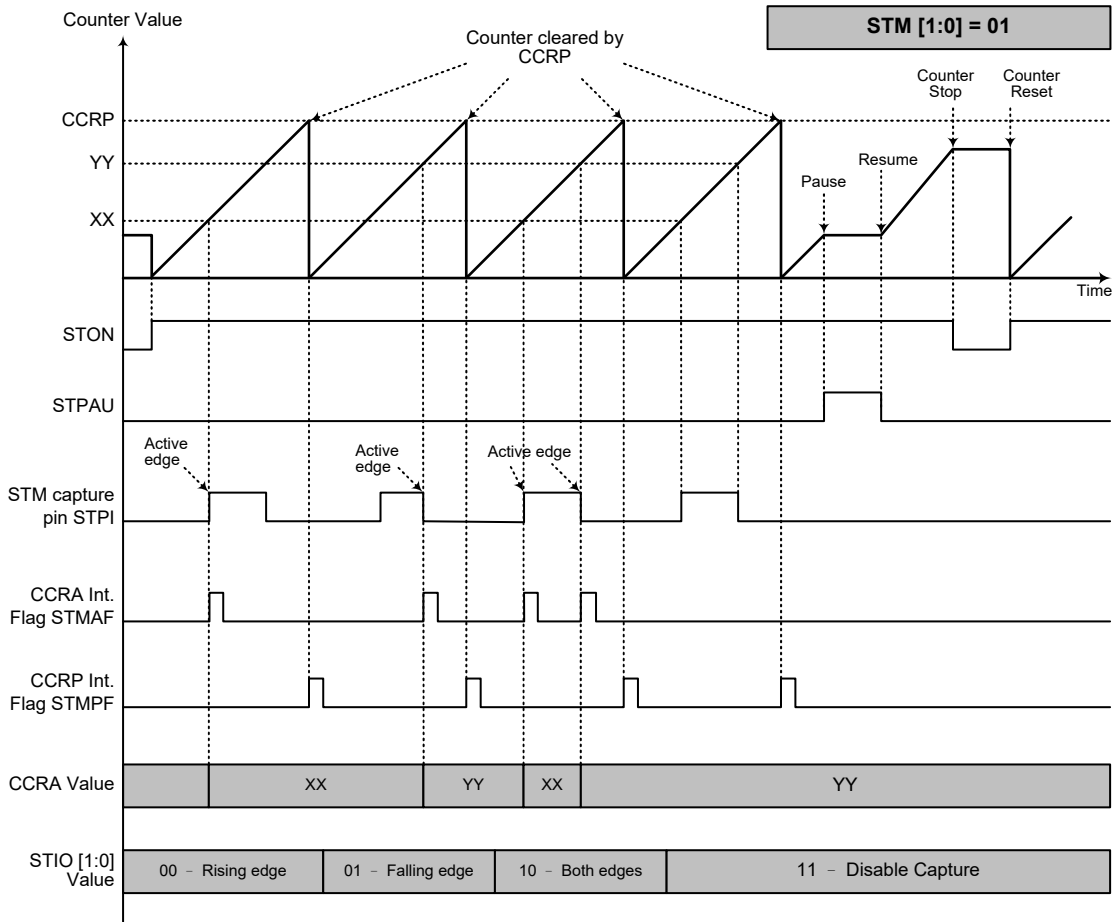 Counter Value
STM [1:0] = 01
Counter cleared by
CCRP
Counter
Stop
Counter
Reset
CCRP
YY
Resume
Pause
XX
Time
STON
STPAU
Active
edge
Active
edge
Active edge
STM capture
pin STPI
CCRA Int.
Flag STMAF
CCRP Int.
Flag STMPF
CCRA Value
XX
YY
XX
YY
STIO [1:0]
Value
00 – Rising edge
01 – Falling edge
10 – Both edges
11 – Disable Capture